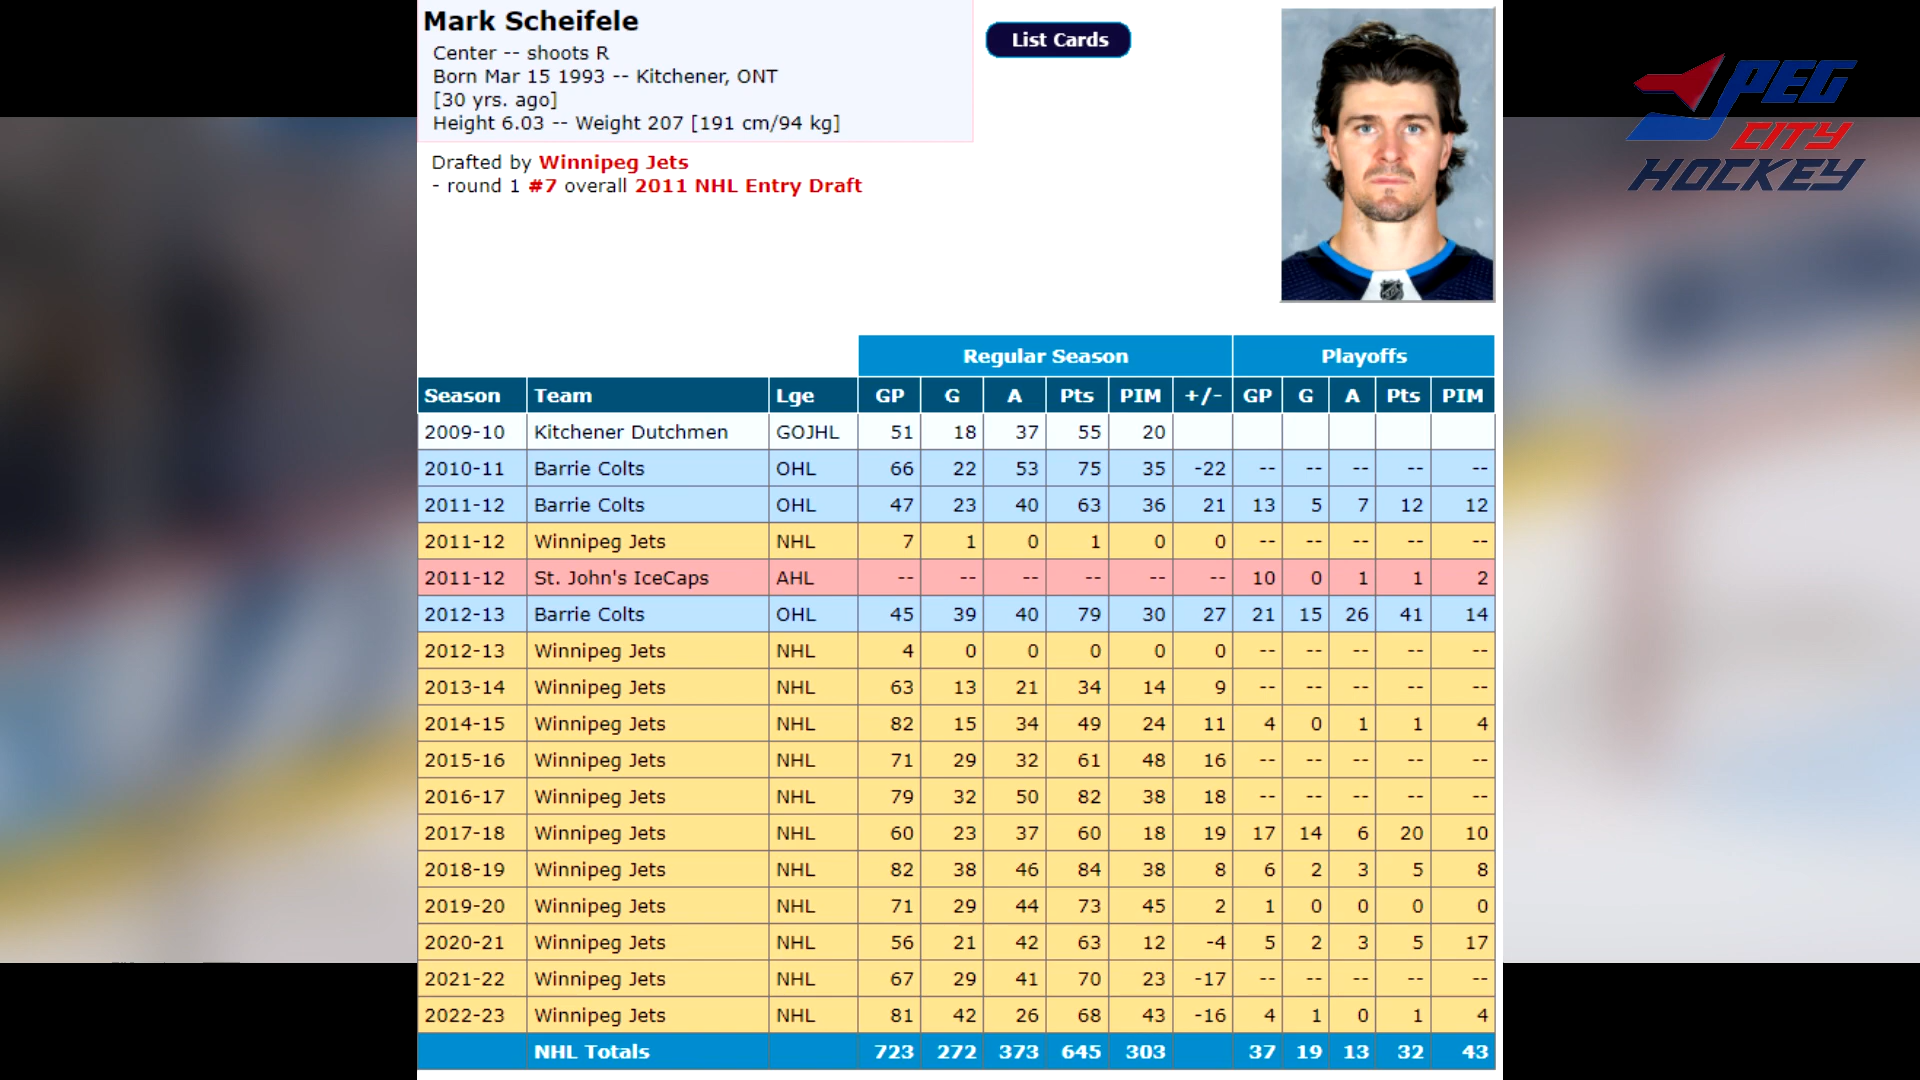 Mark Scheifele
Center -- shoots R
Born Mar 15 1993 -- Kitchener, ONT
[30 yrs. ago]
Height 6.03 -- Weight 207 [191 cm/94 kg]
List Cards
PEG
CITY
HOCKEY
Drafted by Winnipeg Jets
- round 1 #7 overall 2011 NHL Entry Draft
Regular Season Playoffs
Season Team Lge GP G A Pts PIM +/- GP G A Pts PIM
2009-10 Kitchener Dutchmen GOJHL 51 18 37 55 20
2010-11 Barrie Colts OHL 66 22 53 75 35 -22 -- -- -- -- --
2011-12 Barrie Colts OHL 47 23 40 63 36 21 13 5 7 12 12
2011-12 Winnipeg Jets NHL 7 1 0 1 0 0 -- -- -- -- --
2011-12 St. John's IceCaps AHL -- -- -- -- -- -- 10 0 1 1 2
2012-13 Barrie Colts OHL 45 39 40 79 30 27 21 15 26 41 14
2012-13 Winnipeg Jets NHL 4 0 0 0 0 0 -- -- -- -- --
2013-14 Winnipeg Jets NHL 63 13 21 34 14 9 -- -- -- -- --
2014-15 Winnipeg Jets NHL 82 15 34 49 24 11 4 0 1 1 4
2015-16 Winnipeg Jets NHL 71 29 32 61 48 16 -- -- -- -- --
2016-17 Winnipeg Jets NHL 79 32 50 82 38 18 -- -- -- -- --
2017-18 Winnipeg Jets NHL 60 23 37 60 18 19 17 14 6 20 10
2018-19 Winnipeg Jets NHL 82 38 46 84 38 8 6 2 3 5 8
2019-20 Winnipeg Jets NHL 71 29 44 73 45 2 1 0 0 0 0
2020-21 Winnipeg Jets NHL 56 21 42 63 12 -4 5 2 3 5 17
2021-22 Winnipeg Jets NHL 67 29 41 70 23 -17 -- -- -- -- --
2022-23 Winnipeg Jets NHL 81 42 26 68 43 -16 4 1 0 1 4
NHL Totals 723 272 373 645 303 37 19 13 32 43